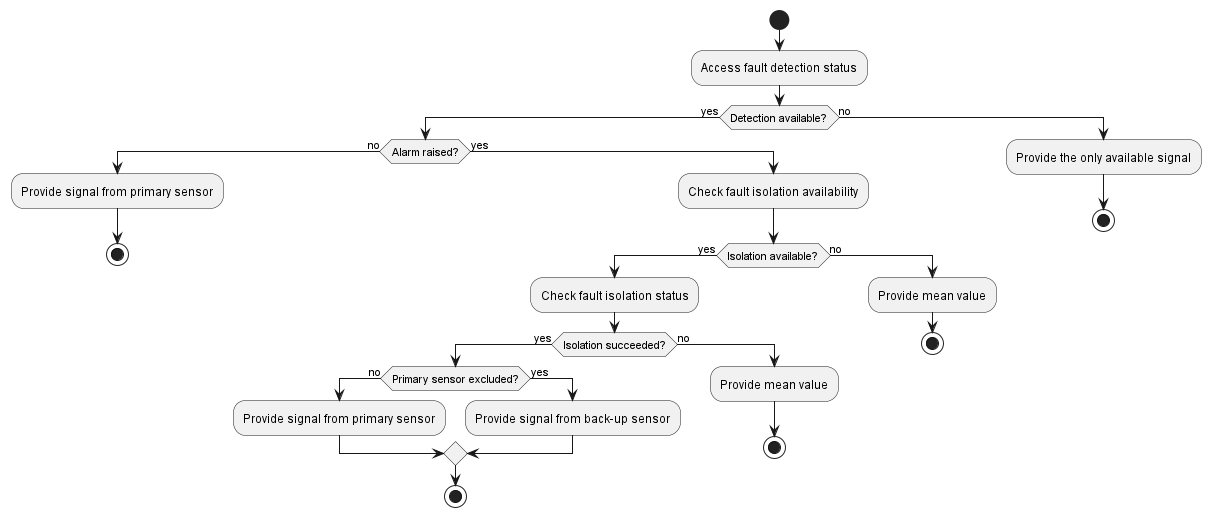 Access fault detection status
yes
Detection available?
no
no
Alarm raised?
yes
Provide the only available signal
Provide signal from primary sensor
Check fault isolation availability
yes
Isolation available?
no
Check fault isolation status
Provide mean value
yes
Isolation succeeded?
no
no
Primary sensor excluded?
yes
Provide mean value
Provide signal from primary sensor
Provide signal from back-up sensor